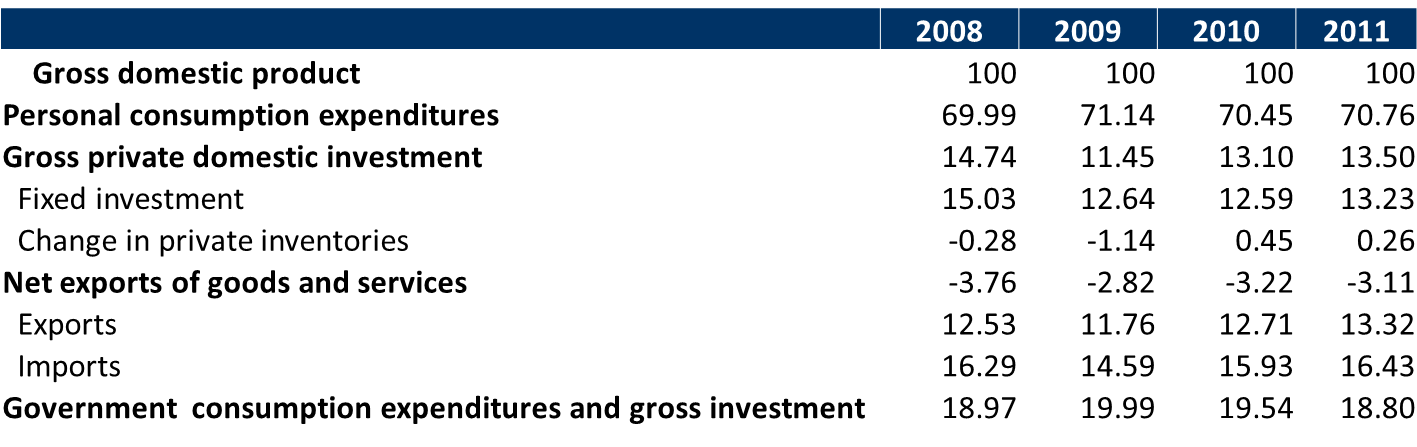 2008 2009 2010 2011
Gross domestic product 100 100 100 100
Personal consumption expenditures 69.99 71.14 70.45 70.76
Gross private domestic investment 14.74 11.45 13.10 13.50
Fixed investment 15.03 12.64 12.59 13.23
Change in private inventories -0.28 -1.14 0.45 0.26
Net exports of goods and services -3.76 -2.82 -3.22 -3.11
Exports 12.53 11.76 12.71 13.32
Imports 16.29 14.59 15.93 16.43
Government consumption expenditures and gross investment 18.97 19.99 19.54 18.80